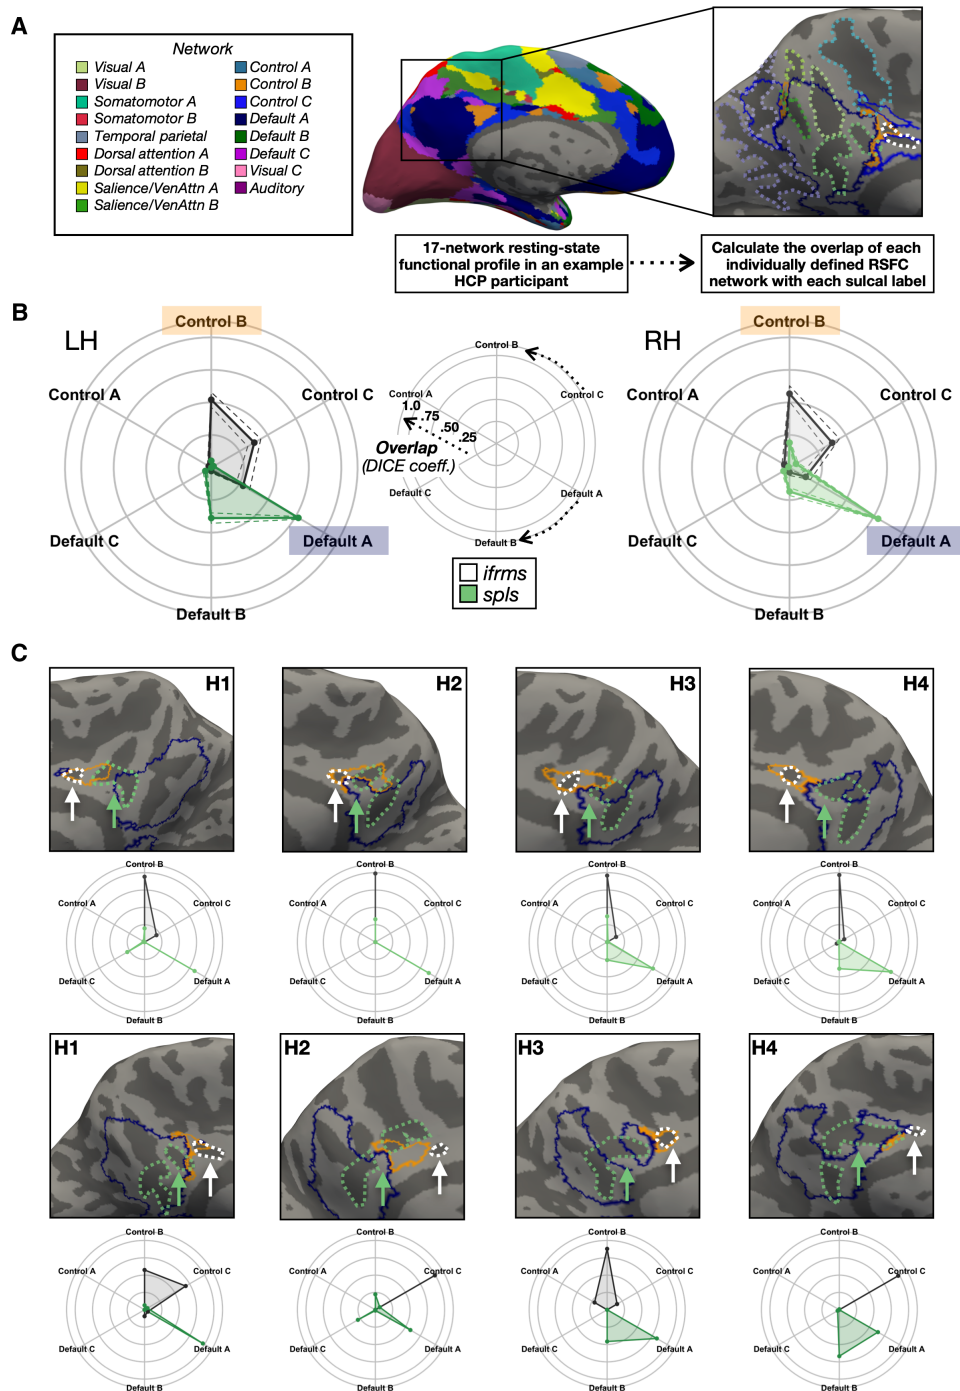 A
Network
Visual A
Visual B
Somatomotor A
Somatomotor B
Temporal parietal
Dorsal attention A
Dorsal attention B
Salience/VenAttn A
Salience/VenAttn B
Control A
Control B
Control C
Default A
Default B
Default C
Visual C
Auditory
17-network resting-state
functional profile in an example
HCP participant
Calculate the overlap of each
individually defined RSFC
network with each sulcal label
B
LH
Control B
Control A
Control C
Default C
Default A
Default B
Control B
Control A
Control C
1.0
.75
.50
.25
Overlap
(DICE coeff.)
Default C
Default A
Default B
ifrms
spls
RH
Control B
Control A
Control C
Default C
Default A
Default B
C
H1
H2
H3
H4
Control B
Control A
Control C
Default C
Default A
Default B
Control B
Control A
Control C
Default C
Default A
Default B
Control B
Control A
Control C
Default C
Default A
Default B
Control B
Control A
Control C
Default C
Default A
Default B
H1
H2
H3
H4
Control B
Control A
Control C
Default C
Default A
Default B
Control B
Control A
Control C
Default C
Default A
Default B
Control B
Control A
Control C
Default C
Default A
Default B
Control B
Control A
Control C
Default C
Default A
Default B